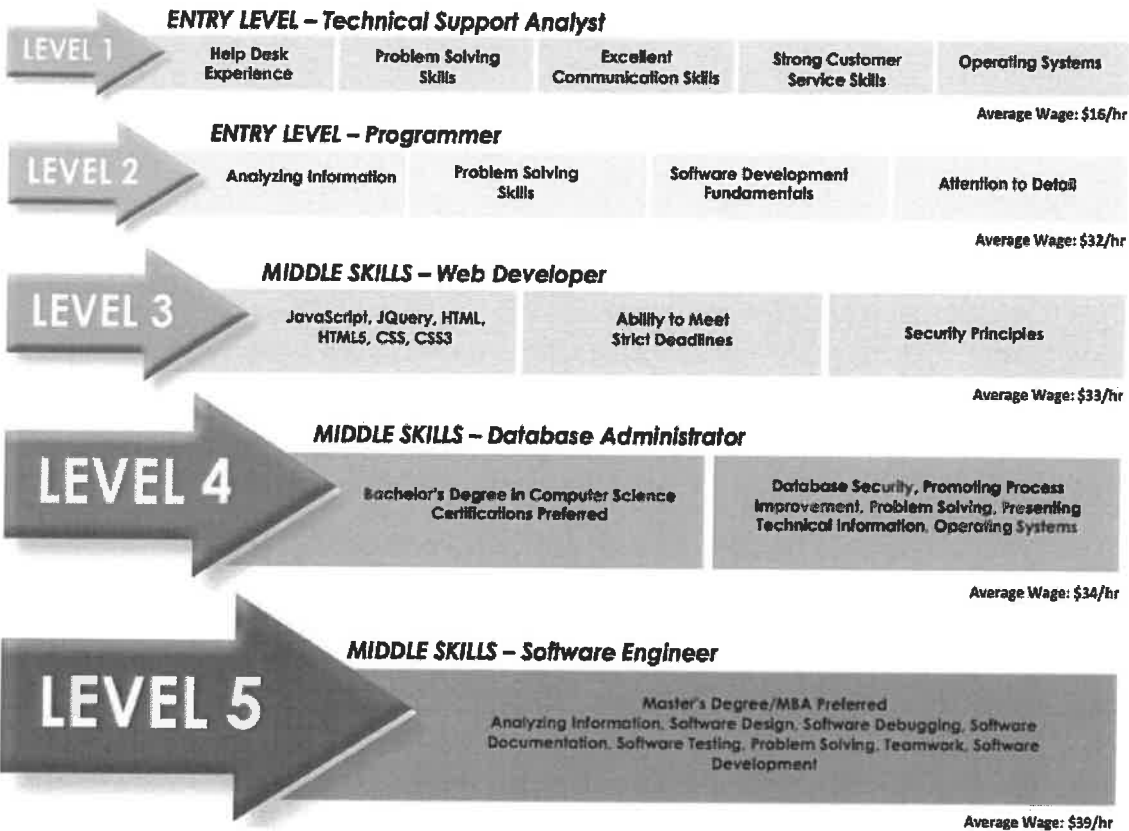 ENTRY LEVEL – Technical Support Analyst
LEVEL 1
Help Desk
Experience
Problem Solving
Skills
Excellent
Communication Skills
Strong Customer
Service Skills
Operating Systems
Average Wage: $16/hr
ENTRY LEVEL – Programmer
LEVEL 2
Analyzing Information
Problem Solving
Skills
Software Development
Fundamentals
Attention to Detail
Average Wage: $32/hr
MIDDLE SKILLS – Web Developer
LEVEL 3
JavaScript, JQuery, HTML,
HTML5, CSS, CSS3
Ability to Meet
Strict Deadlines
Security Principles
Average Wage: $33/hr
MIDDLE SKILLS – Database Administrator
LEVEL 4
Bachelor's Degree in Computer Science
Certifications Preferred
Database Security, Promoting Process
Improvement, Problem Solving, Presenting
Technical Information, Operating Systems
Average Wage: $34/hr
MIDDLE SKILLS – Software Engineer
LEVEL 5
Master's Degree/MBA Preferred
Analyzing Information, Software Design, Software Debugging, Software
Documentation, Software Testing, Problem Solving, Teamwork, Software
Development
Average Wage: $39/hr